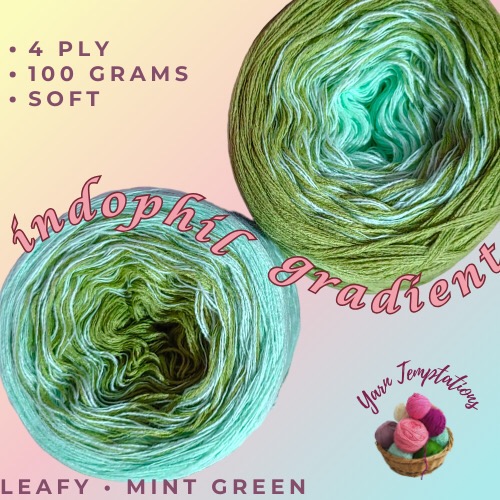 • 4 PLY
• 100 GRAMS
• SOFT
indophil gradient
Yarn Temptations
LEAFY • MINT GREEN